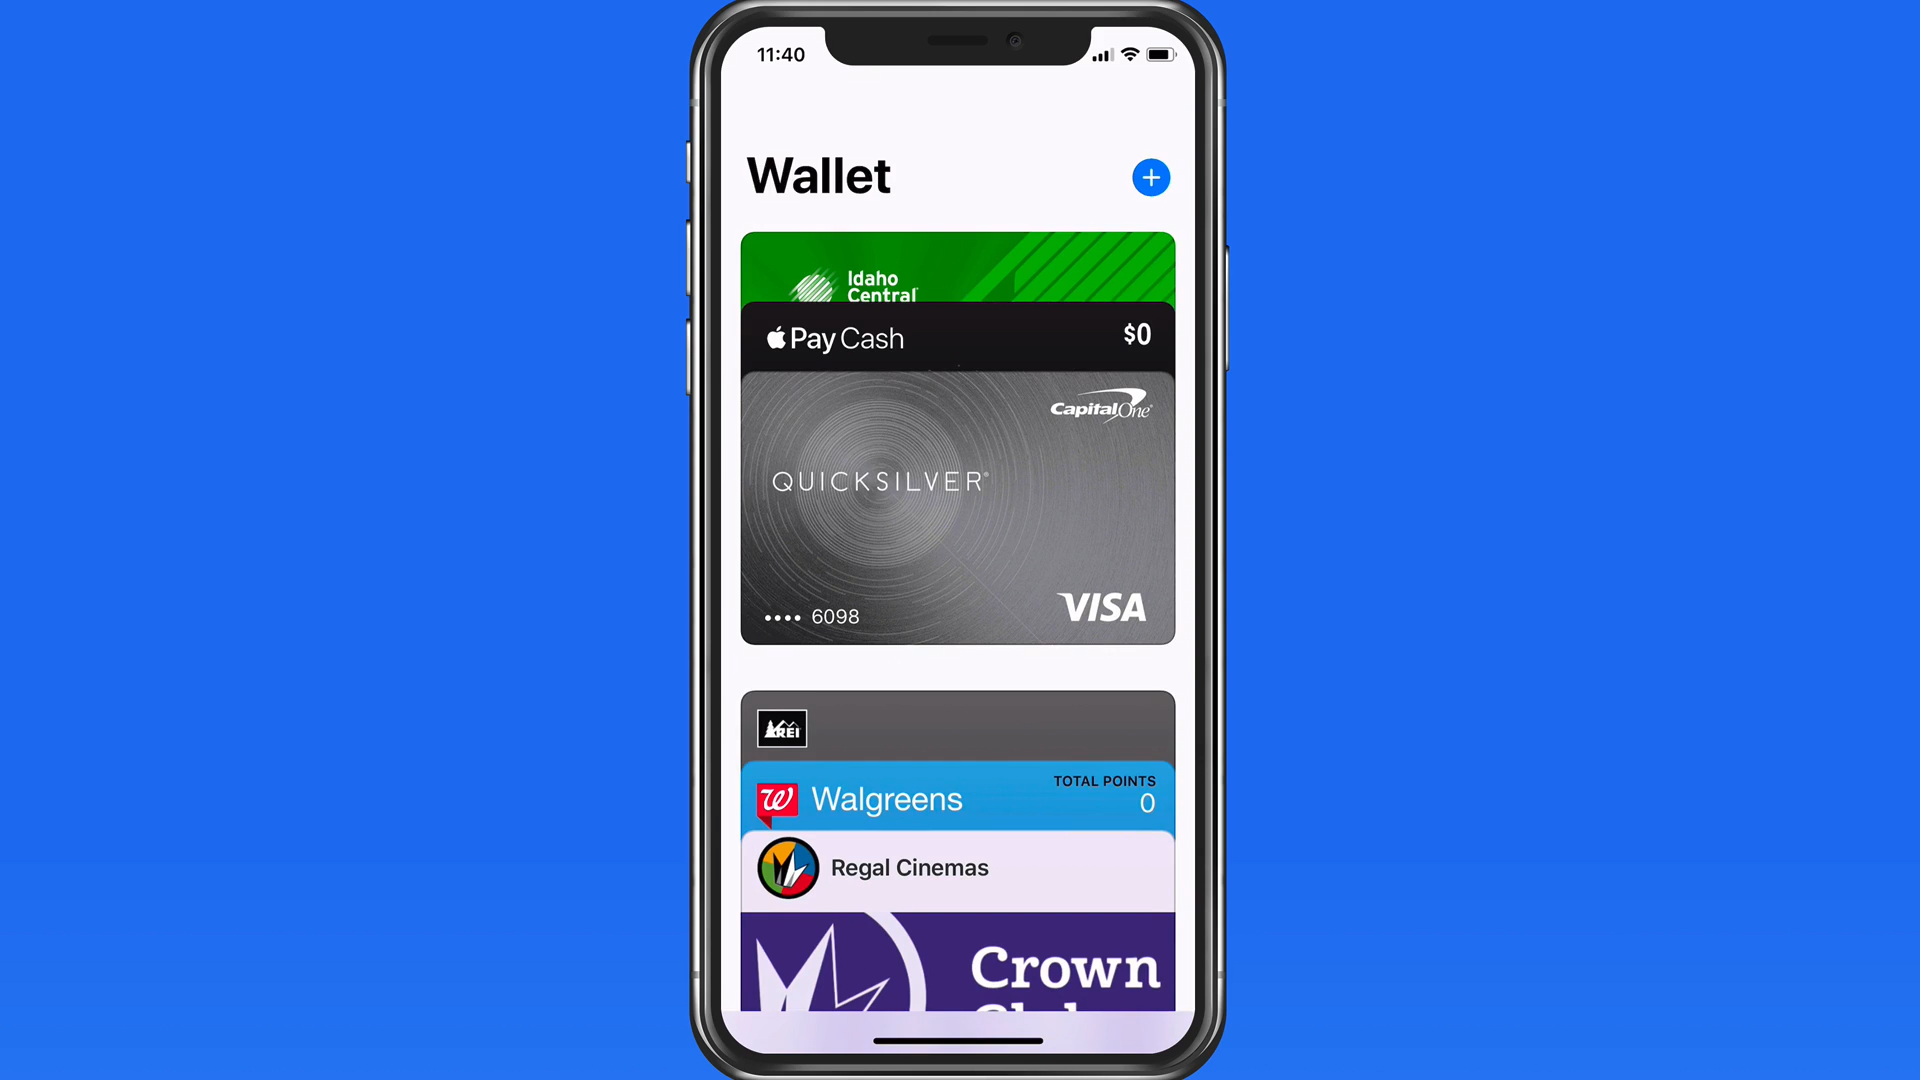 11:40
Wallet
Idaho
Central
Pay Cash
$0
CapitalOne
QUICKSILVER®
•••• 6098
VISA
REI
TOTAL POINTS
Walgreens
0
Regal Cinemas
Crown